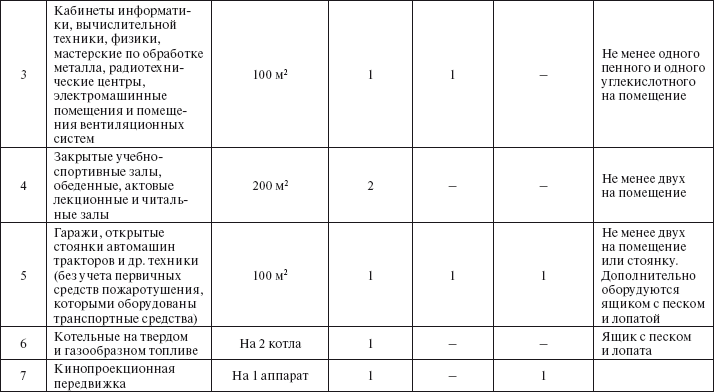 Кабинеты информати-
ки, вычислительной
техники, физики,
мастерские по обработке
металла, радиотехни-
ческие центры,
электромашинные
помещения и помеще-
ния вентиляционных
систем
3
100 м²
1
1
–
Не менее одного
пенного и одного
углекислотного
на помещение
Закрытые учебно-
спортивные залы,
обеденные, актовые
лекционные и читаль-
ные залы
4
200 м²
2
–
–
Не менее двух
на помещение
Гаражи, открытые
стоянки автомашин
тракторов и др. техники
(без учета первичных
средств пожаротушения,
которыми оборудованы
транспортные средства)
5
100 м²
1
1
1
Не менее двух
на помещение
или стоянку.
Дополнительно
оборудуются
ящиком с песком
и лопатой
6
Котельные на твердом
и газообразном топливе
На 2 котла
1
–
–
Ящик с песком
и лопата
7
Кинопроекционная
передвижка
На 1 аппарат
1
–
1